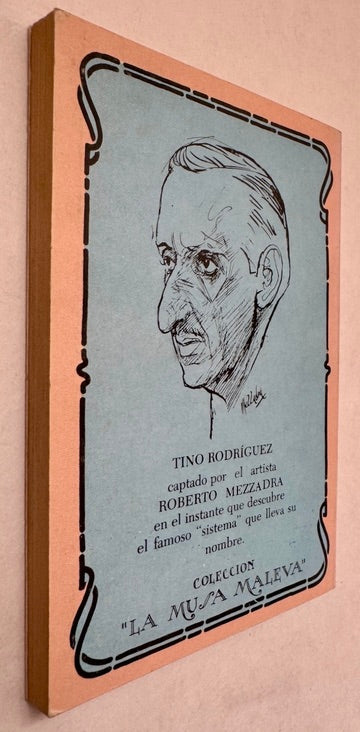 TINO RODRÍGUEZ
captado por el artista
ROBERTO MEZZADRA
en el instante que descubre
el famoso "sistema" que lleva su
nombre.
COLECCION
"LA MUSA MALEVA"